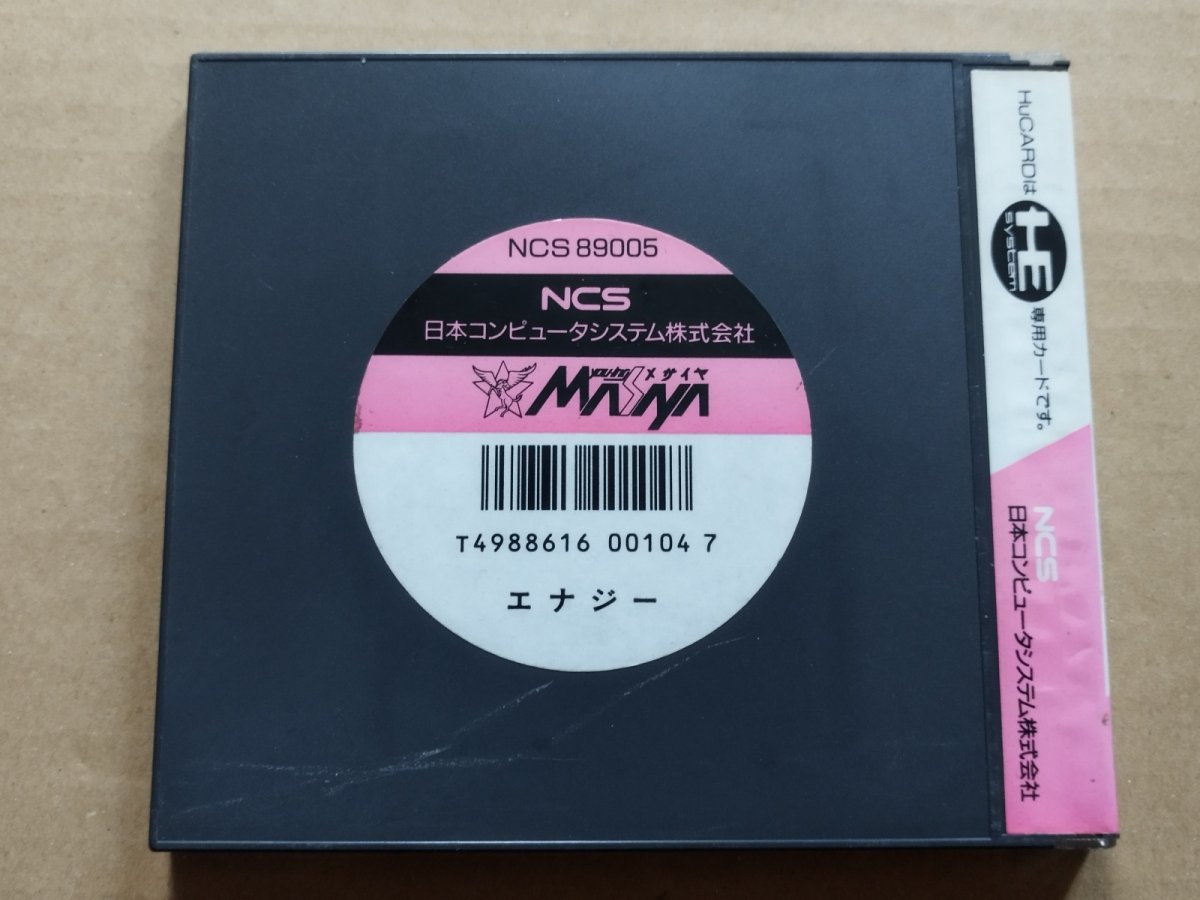 NCS 89005
NCS
日本コンピュータシステム株式会社
メサイヤ
MASAYA
T4988616 00104 7
エナジー
HuCARDは
HE
system
専用カードです。
NCS
日本コンピュータシステム株式会社